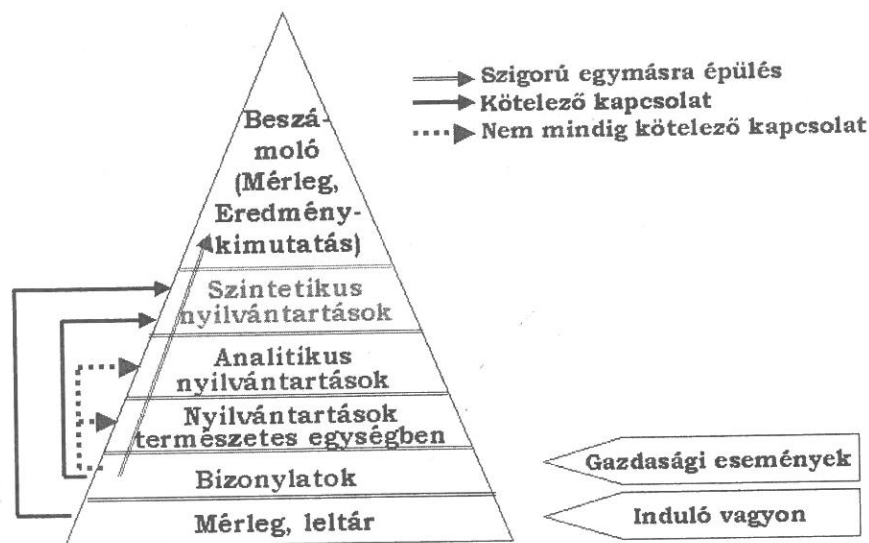 Szigorú egymásra épülés
Kötelező kapcsolat
Nem mindig kötelező kapcsolat
Beszá-
moló
(Mérleg,
Eredmény-
kimutatás)
Szintetikus
nyilvántartások
Analitikus
nyilvántartások
Nyilvántartások
természetes egységben
Bizonylatok
Mérleg, leltár
Gazdasági események
Induló vagyon